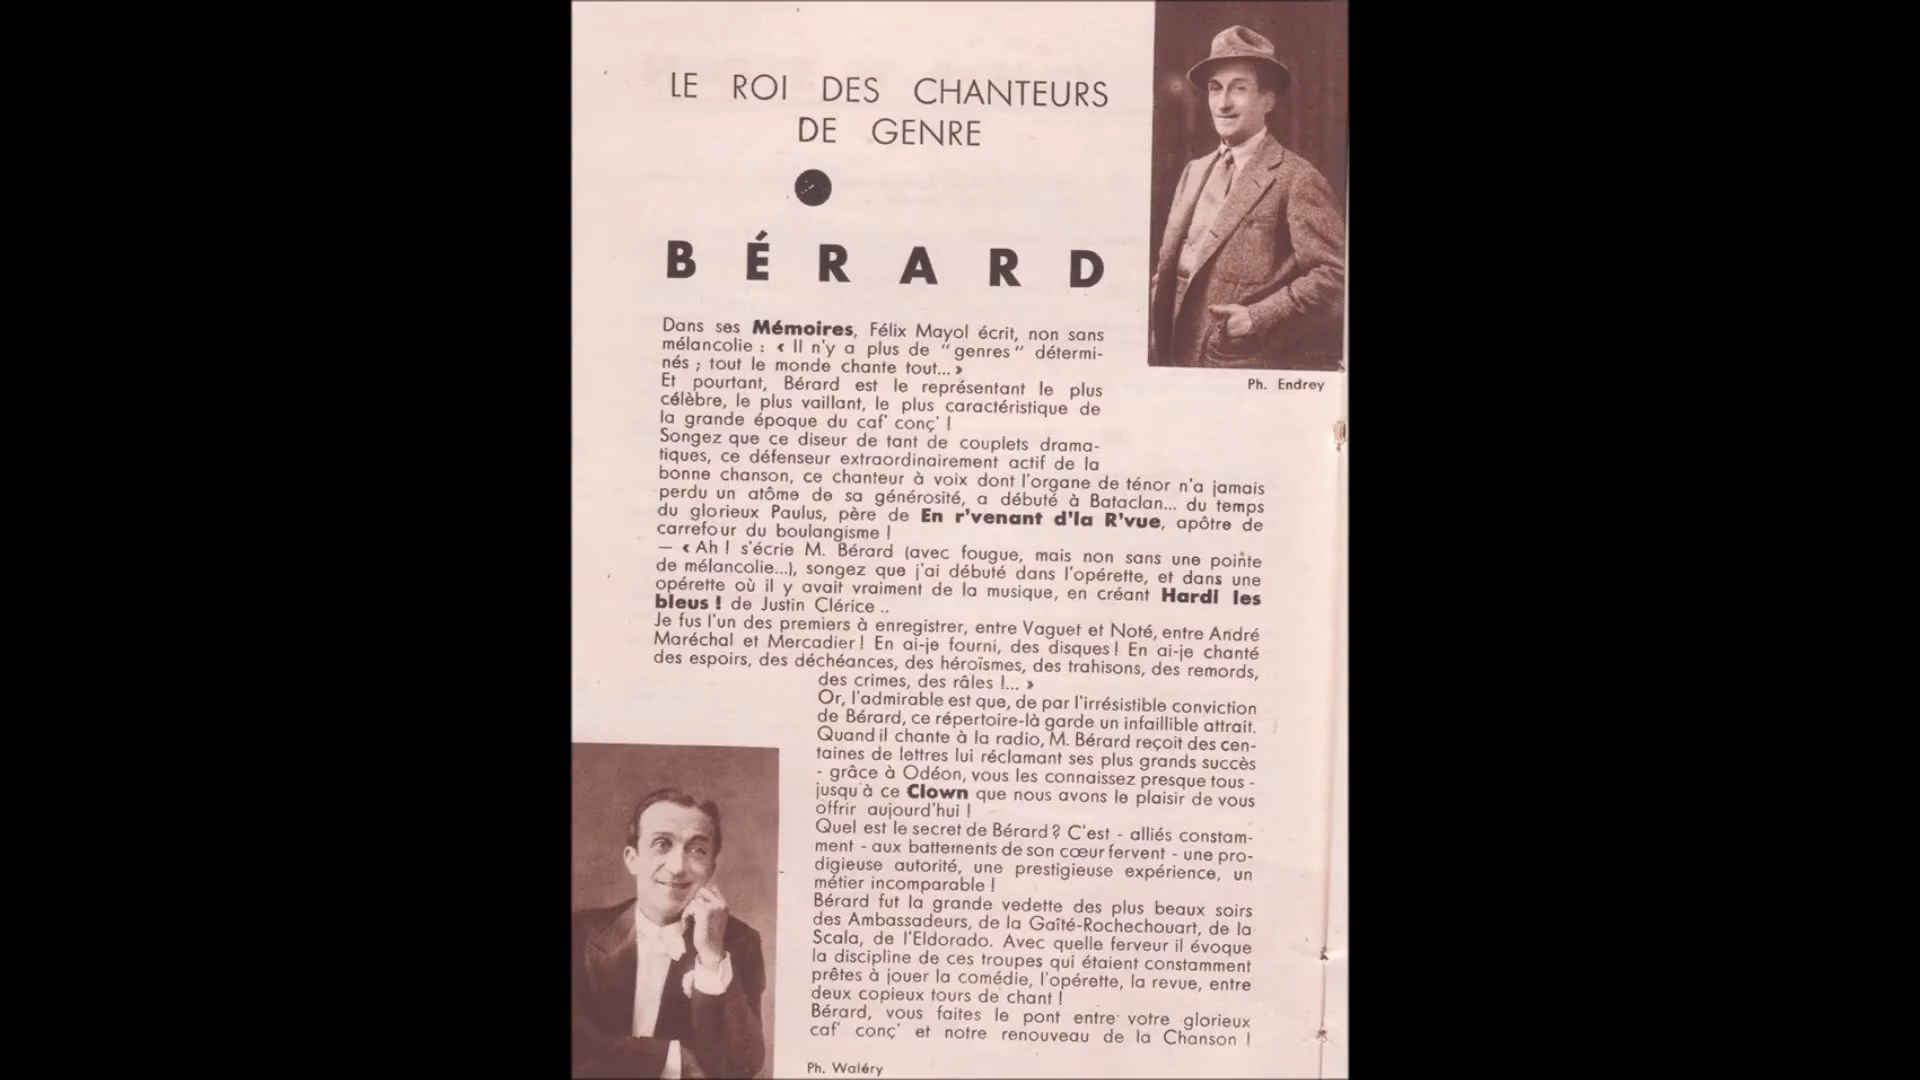 LE ROI DES CHANTEURS
DE GENRE
BÉRARD
Dans ses Mémoires, Félix Mayol écrit, non sans
mélancolie : « Il n'y a plus de "genres" détermi-
nés ; tout le monde chante tout... »
Et pourtant, Bérard est le représentant le plus
célèbre, le plus vaillant, le plus caractéristique de
la grande époque du caf' conç' !
Songez que ce diseur de tant de couplets drama-
tiques, ce défenseur extraordinairement actif de la
bonne chanson, ce chanteur à voix dont l'organe de ténor n'a jamais
perdu un atôme de sa générosité, a débuté à Bataclan... du temps
du glorieux Paulus, père de En r'venant d'la R'vue, apôtre de
carrefour du boulangisme !
— « Ah ! s'écrie M. Bérard (avec fougue, mais non sans une pointe
de mélancolie...), songez que j'ai débuté dans l'opérette, et dans une
opérette où il y avait vraiment de la musique, en créant Hardi les
bleus ! de Justin Clérice ..
Je fus l'un des premiers à enregistrer, entre Vaguet et Noté, entre André
Maréchal et Mercadier ! En ai-je fourni, des disques ! En ai-je chanté
des espoirs, des déchéances, des héroïsmes, des trahisons, des remords,
des crimes, des râles !... »
Or, l'admirable est que, de par l'irrésistible conviction
de Bérard, ce répertoire-là garde un infaillible attrait.
Quand il chante à la radio, M. Bérard reçoit des cen-
taines de lettres lui réclamant ses plus grands succès
- grâce à Odéon, vous les connaissez presque tous -
jusqu'à ce Clown que nous avons le plaisir de vous
offrir aujourd'hui !
Quel est le secret de Bérard ? C'est - alliés constam-
ment - aux battements de son cœur fervent - une pro-
digieuse autorité, une prestigieuse expérience, un
métier incomparable !
Bérard fut la grande vedette des plus beaux soirs
des Ambassadeurs, de la Gaîté-Rochechouart, de la
Scala, de l'Eldorado. Avec quelle ferveur il évoque
la discipline de ces troupes qui étaient constamment
prêtes à jouer la comédie, l'opérette, la revue, entre
deux copieux tours de chant !
Bérard, vous faites le pont entre votre glorieux
caf' conç' et notre renouveau de la Chanson !
Ph. Endrey
Ph. Waléry